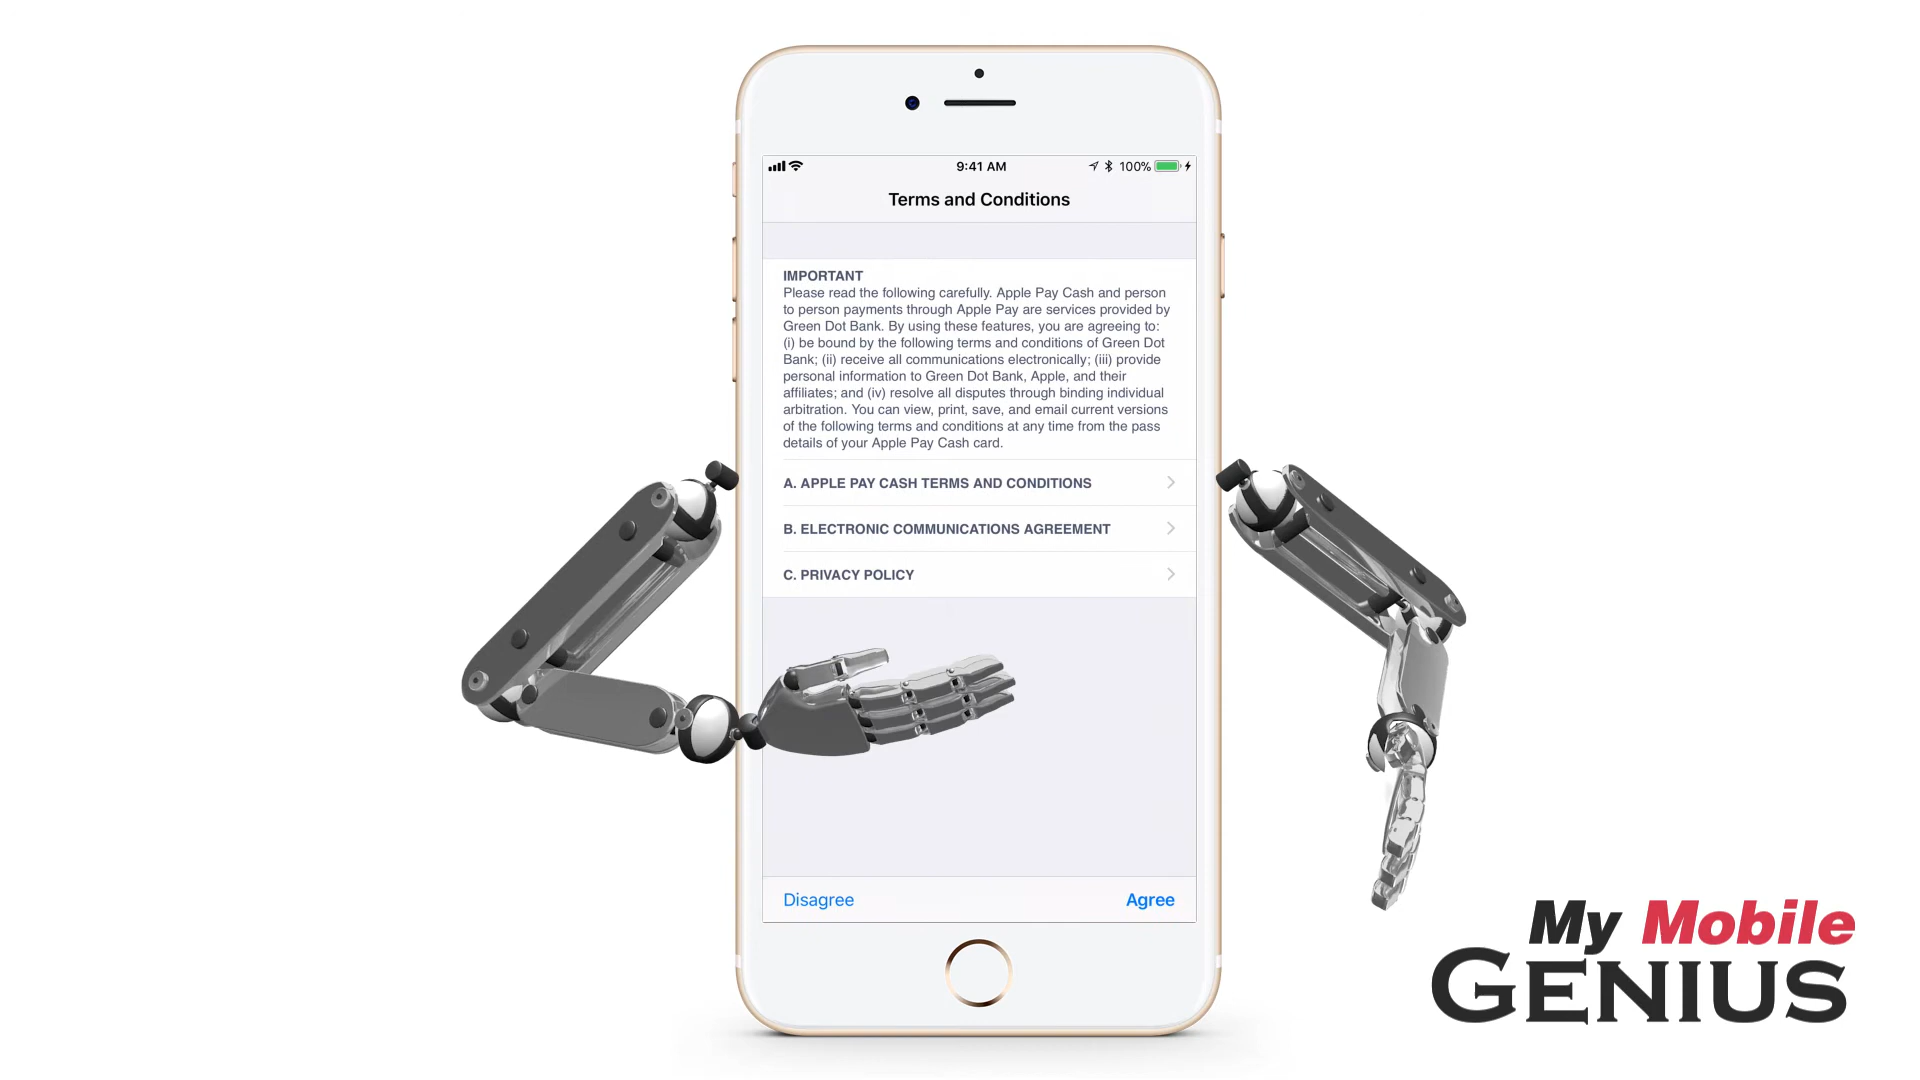 9:41 AM
100%
Terms and Conditions
IMPORTANT
Please read the following carefully. Apple Pay Cash and person
to person payments through Apple Pay are services provided by
Green Dot Bank. By using these features, you are agreeing to:
(i) be bound by the following terms and conditions of Green Dot
Bank; (ii) receive all communications electronically; (iii) provide
personal information to Green Dot Bank, Apple, and their
affiliates; and (iv) resolve all disputes through binding individual
arbitration. You can view, print, save, and email current versions
of the following terms and conditions at any time from the pass
details of your Apple Pay Cash card.
A. APPLE PAY CASH TERMS AND CONDITIONS
B. ELECTRONIC COMMUNICATIONS AGREEMENT
C. PRIVACY POLICY
Disagree
Agree
My Mobile
GENIUS